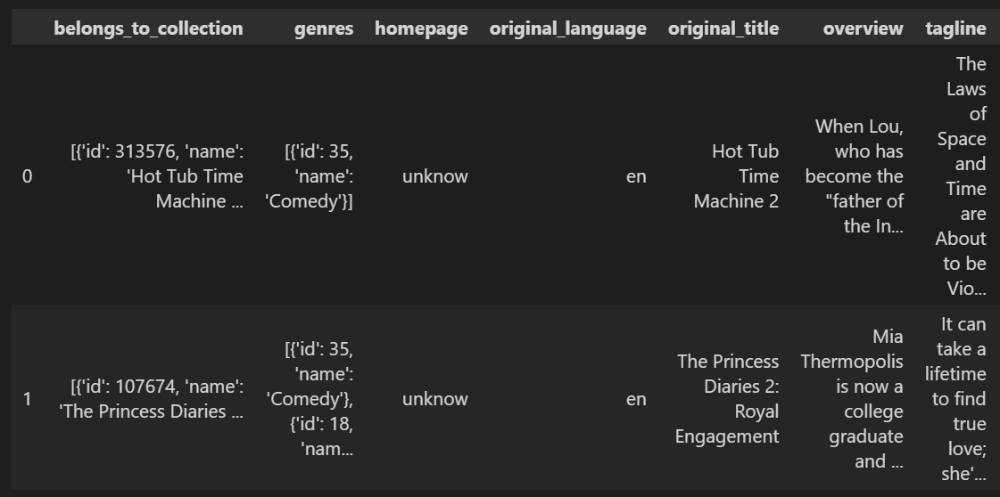 belongs_to_collection genres homepage original_language original_title overview tagline
0
[{'id': 313576, 'name':
'Hot Tub Time
Machine ...
[{'id': 35,
'name':
'Comedy'}]
unknow
en
Hot Tub
Time
Machine 2
When Lou,
who has
become the
"father of
the In...
The
Laws
of
Space
and
Time
are
About
to be
Vio...
1
[{'id': 107674, 'name':
'The Princess Diaries ...
[{'id': 35,
'name':
'Comedy'},
{'id': 18,
'nam...
unknow
en
The Princess
Diaries 2:
Royal
Engagement
Mia
Thermopolis
is now a
college
graduate
and ...
It can
take a
lifetime
to find
true
love;
she'...